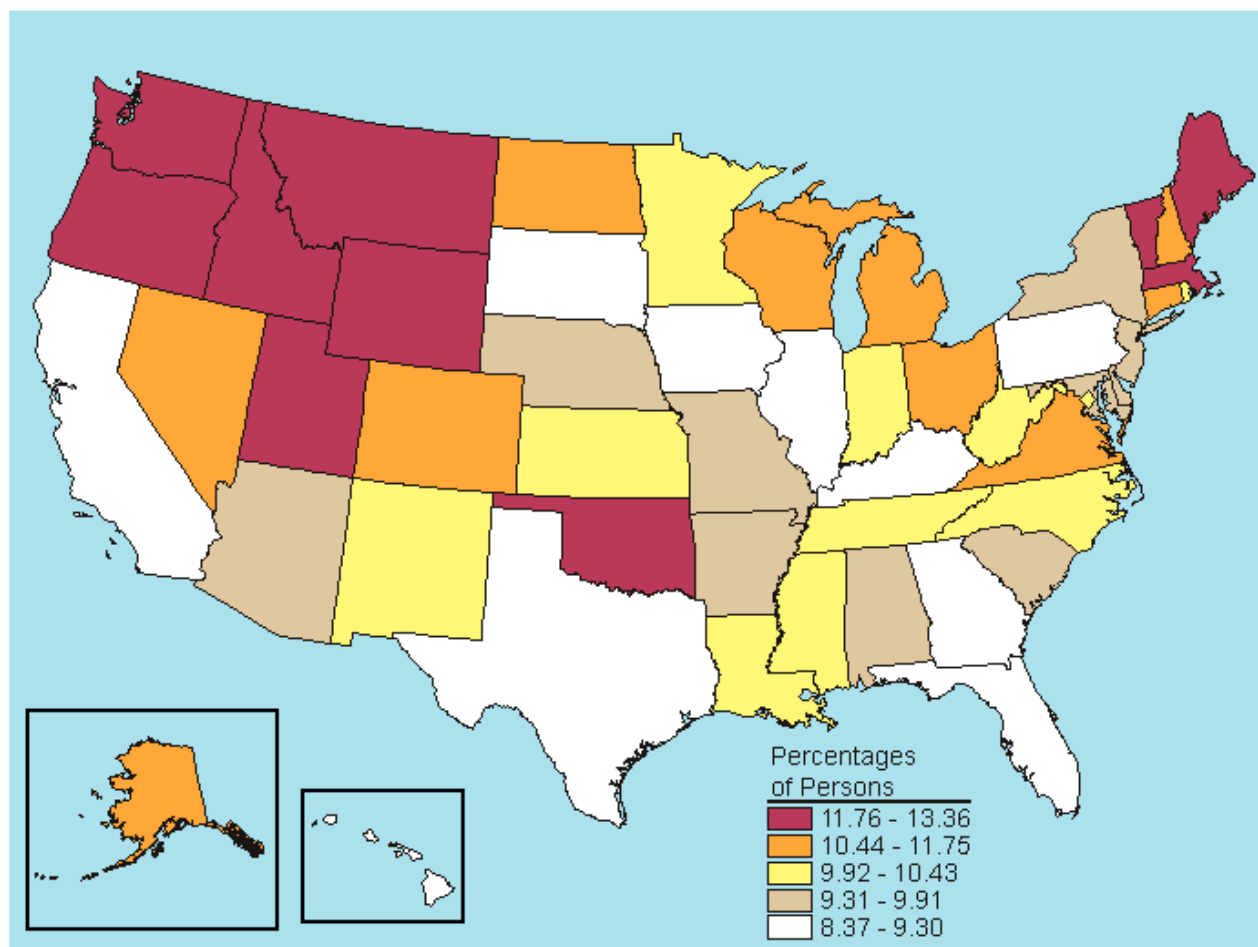 Percentages
of Persons
11.76 - 13.36
10.44 - 11.75
9.92 - 10.43
9.31 - 9.91
8.37 - 9.30